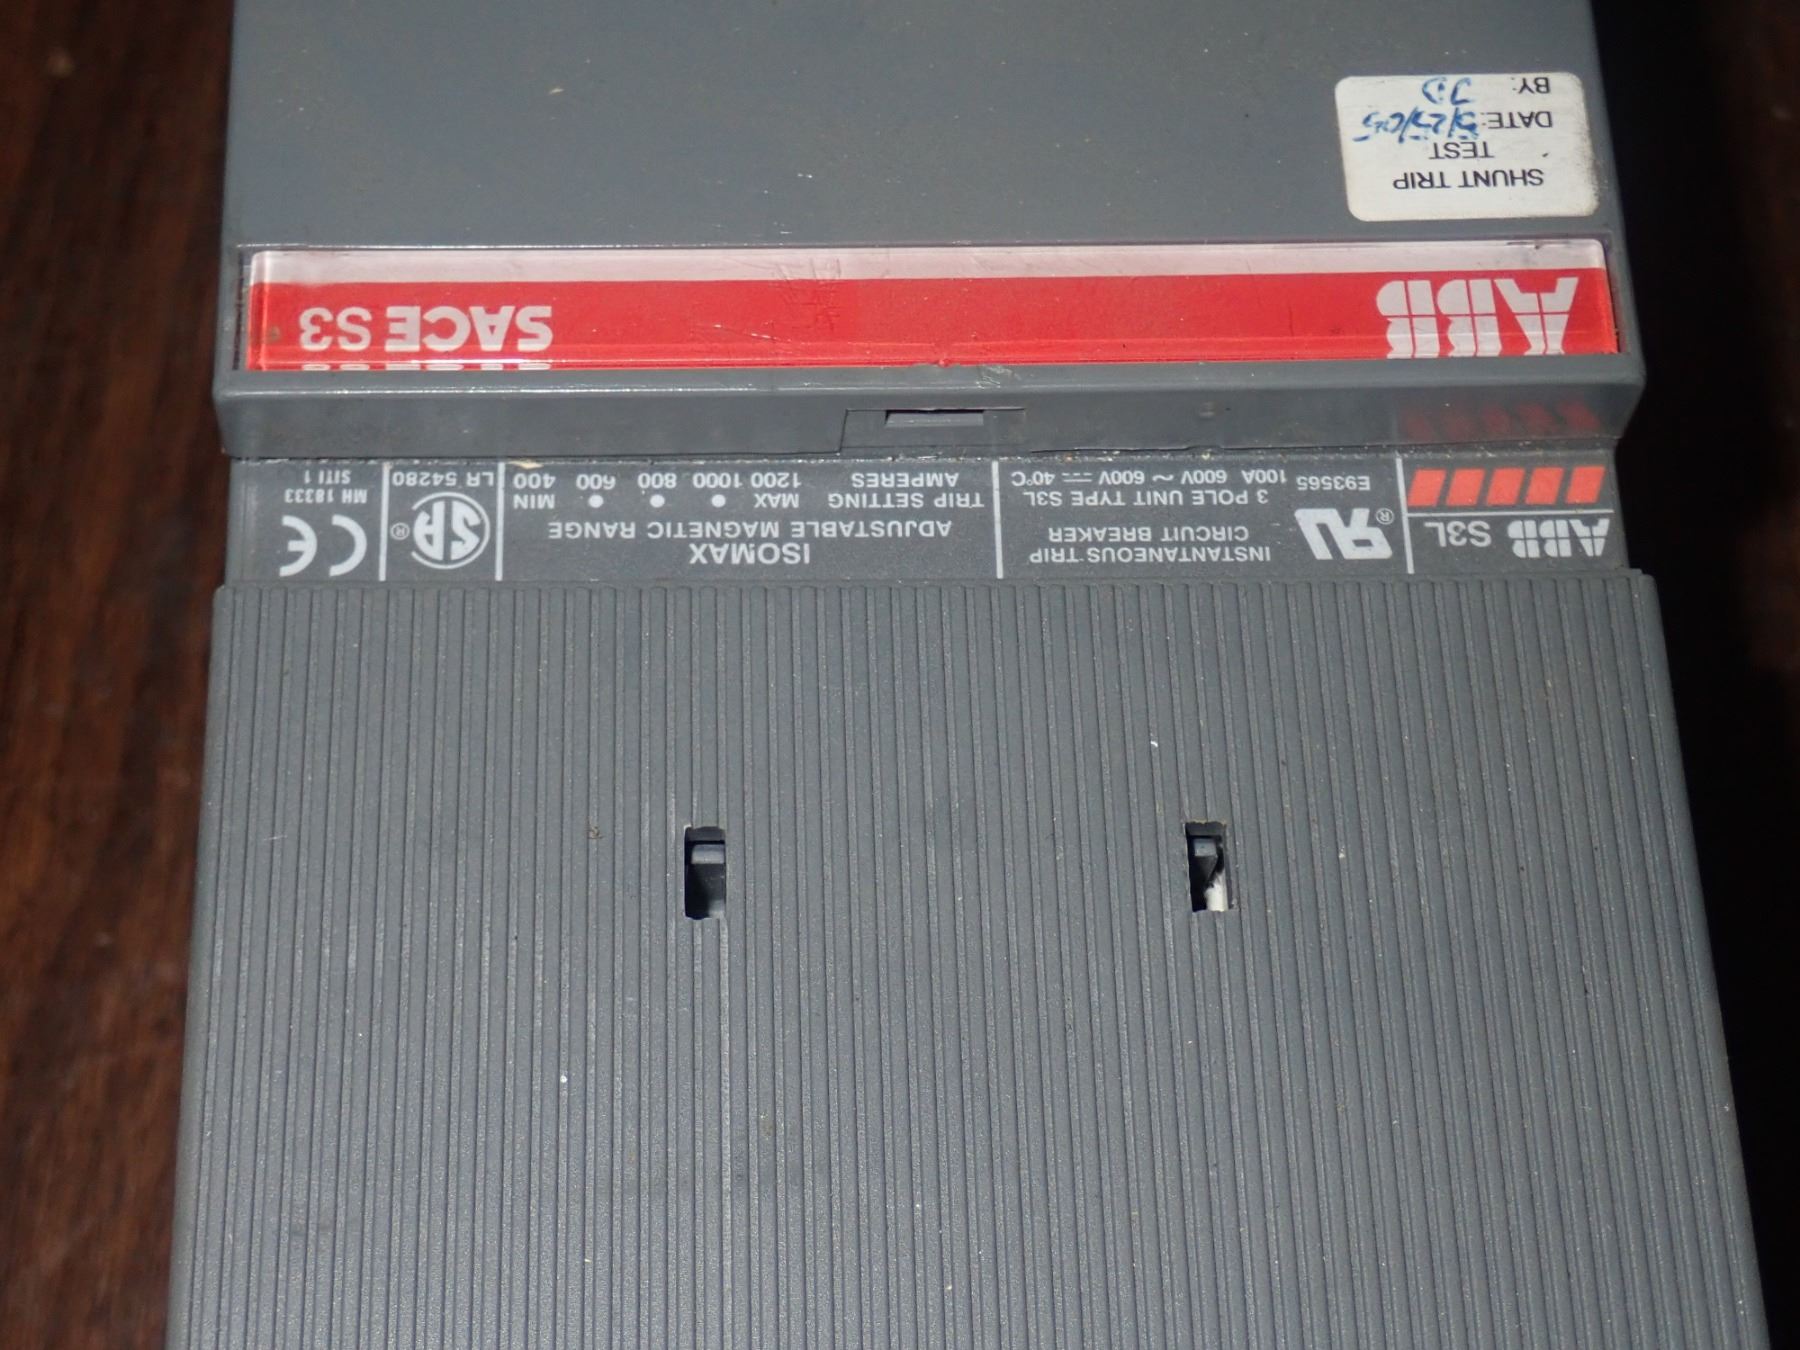 ABB S3L
E93565
INSTANTANEOUS TRIP
CIRCUIT BREAKER
3 POLE UNIT TYPE S3L
100A 600V ~ 600V ⎓ 40°C
ISOMAX
ADJUSTABLE MAGNETIC RANGE
TRIP SETTING MAX MIN
AMPERES 1200 1000 800 600 400
SA ®
LR 54280
CE
MH 18333
SITI 1
ABB SACE S3
SHUNT TRIP
TEST
DATE:
BY: JD